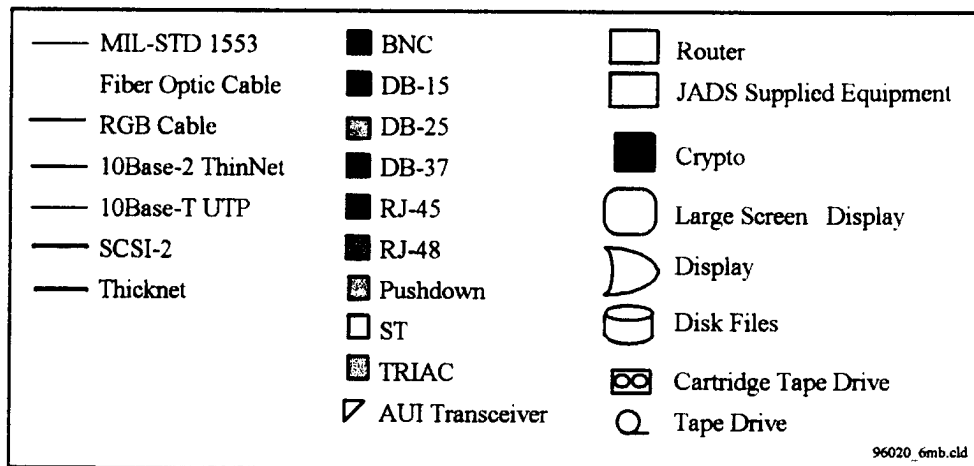 MIL-STD 1553
Fiber Optic Cable
RGB Cable
10Base-2 ThinNet
10Base-T UTP
SCSI-2
Thicknet
BNC
DB-15
DB-25
DB-37
RJ-45
RJ-48
Pushdown
ST
TRIAC
AUI Transceiver
Router
JADS Supplied Equipment
Crypto
Large Screen Display
Display
Disk Files
Cartridge Tape Drive
Tape Drive
96020_6mb.cld